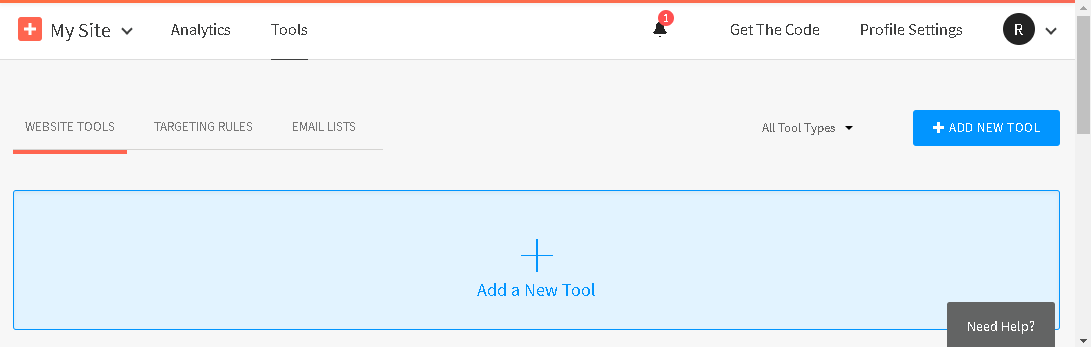 My Site
Analytics
Tools
1
Get The Code
Profile Settings
R
WEBSITE TOOLS
TARGETING RULES
EMAIL LISTS
All Tool Types
ADD NEW TOOL
Add a New Tool
Need Help?